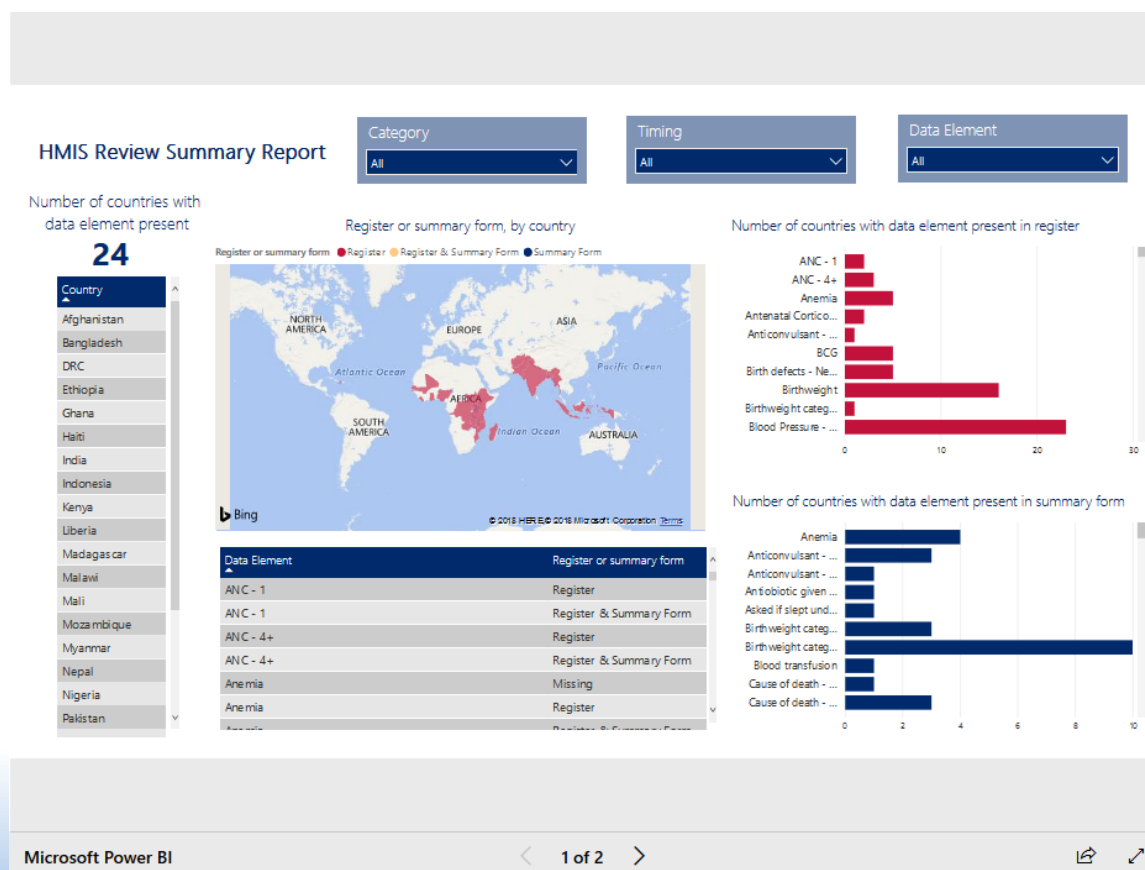 HMIS Review Summary Report
Category
All
Timing
All
Data Element
All
Number of countries with
data element present
24
Country
Afghanistan
Bangladesh
DRC
Ethiopia
Ghana
Haiti
India
Indonesia
Kenya
Liberia
Madagascar
Malawi
Mali
Mozambique
Myanmar
Nepal
Nigeria
Pakistan
Register or summary form, by country
Register or summary form Register Register & Summary Form Summary Form
NORTH
AMERICA
EUROPE
ASIA
Atlantic Ocean
Pacific Ocean
AFRICA
SOUTH
AMERICA
Indian Ocean
AUSTRALIA
Bing
© 2018 HERE © 2018 Microsoft Corporation Terms
Data Element Register or summary form
ANC - 1 Register
ANC - 1 Register & Summary Form
ANC - 4+ Register
ANC - 4+ Register & Summary Form
Anemia Missing
Anemia Register
Anemia Register & Summary Form
Number of countries with data element present in register
ANC - 1
ANC - 4+
Anemia
Antenatal Cortico...
Anticonvulsant - ...
BCG
Birth defects - Ne...
Birthweight
Birthweight categ...
Blood Pressure - ...
0 10 20 30
Number of countries with data element present in summary form
Anemia
Anticonvulsant - ...
Anticonvulsant - ...
Antiobiotic given ...
Asked if slept und...
Birthweight categ...
Birthweight categ...
Blood transfusion
Cause of death - ...
Cause of death - ...
0 2 4 6 8 10
Microsoft Power BI
1 of 2